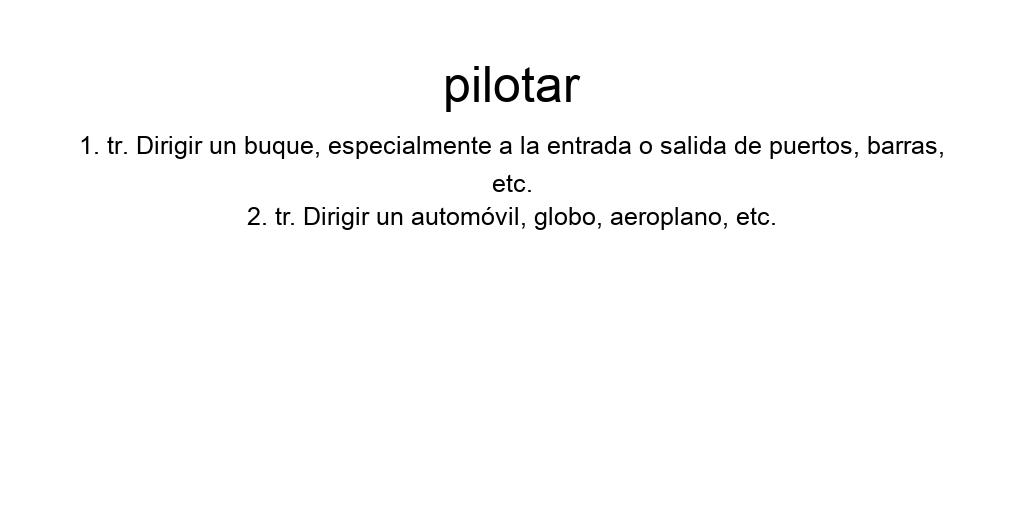 pilotar
1. tr. Dirigir un buque, especialmente a la entrada o salida de puertos, barras,
etc.
2. tr. Dirigir un automóvil, globo, aeroplano, etc.